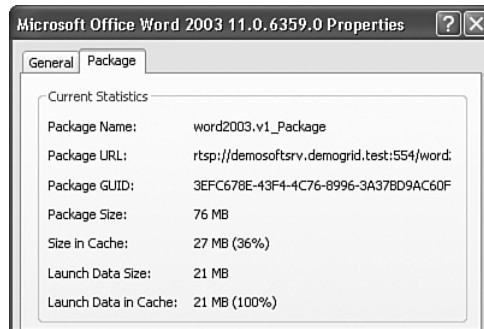 Microsoft Office Word 2003 11.0.6359.0 Properties
General Package
Current Statistics
Package Name: word2003.v1_Package
Package URL: rtsp://demosoftsrv.demogrid.test:554/word2
Package GUID: 3EFC678E-43F4-4C76-8996-3A37BD9AC60F
Package Size: 76 MB
Size in Cache: 27 MB (36%)
Launch Data Size: 21 MB
Launch Data in Cache: 21 MB (100%)